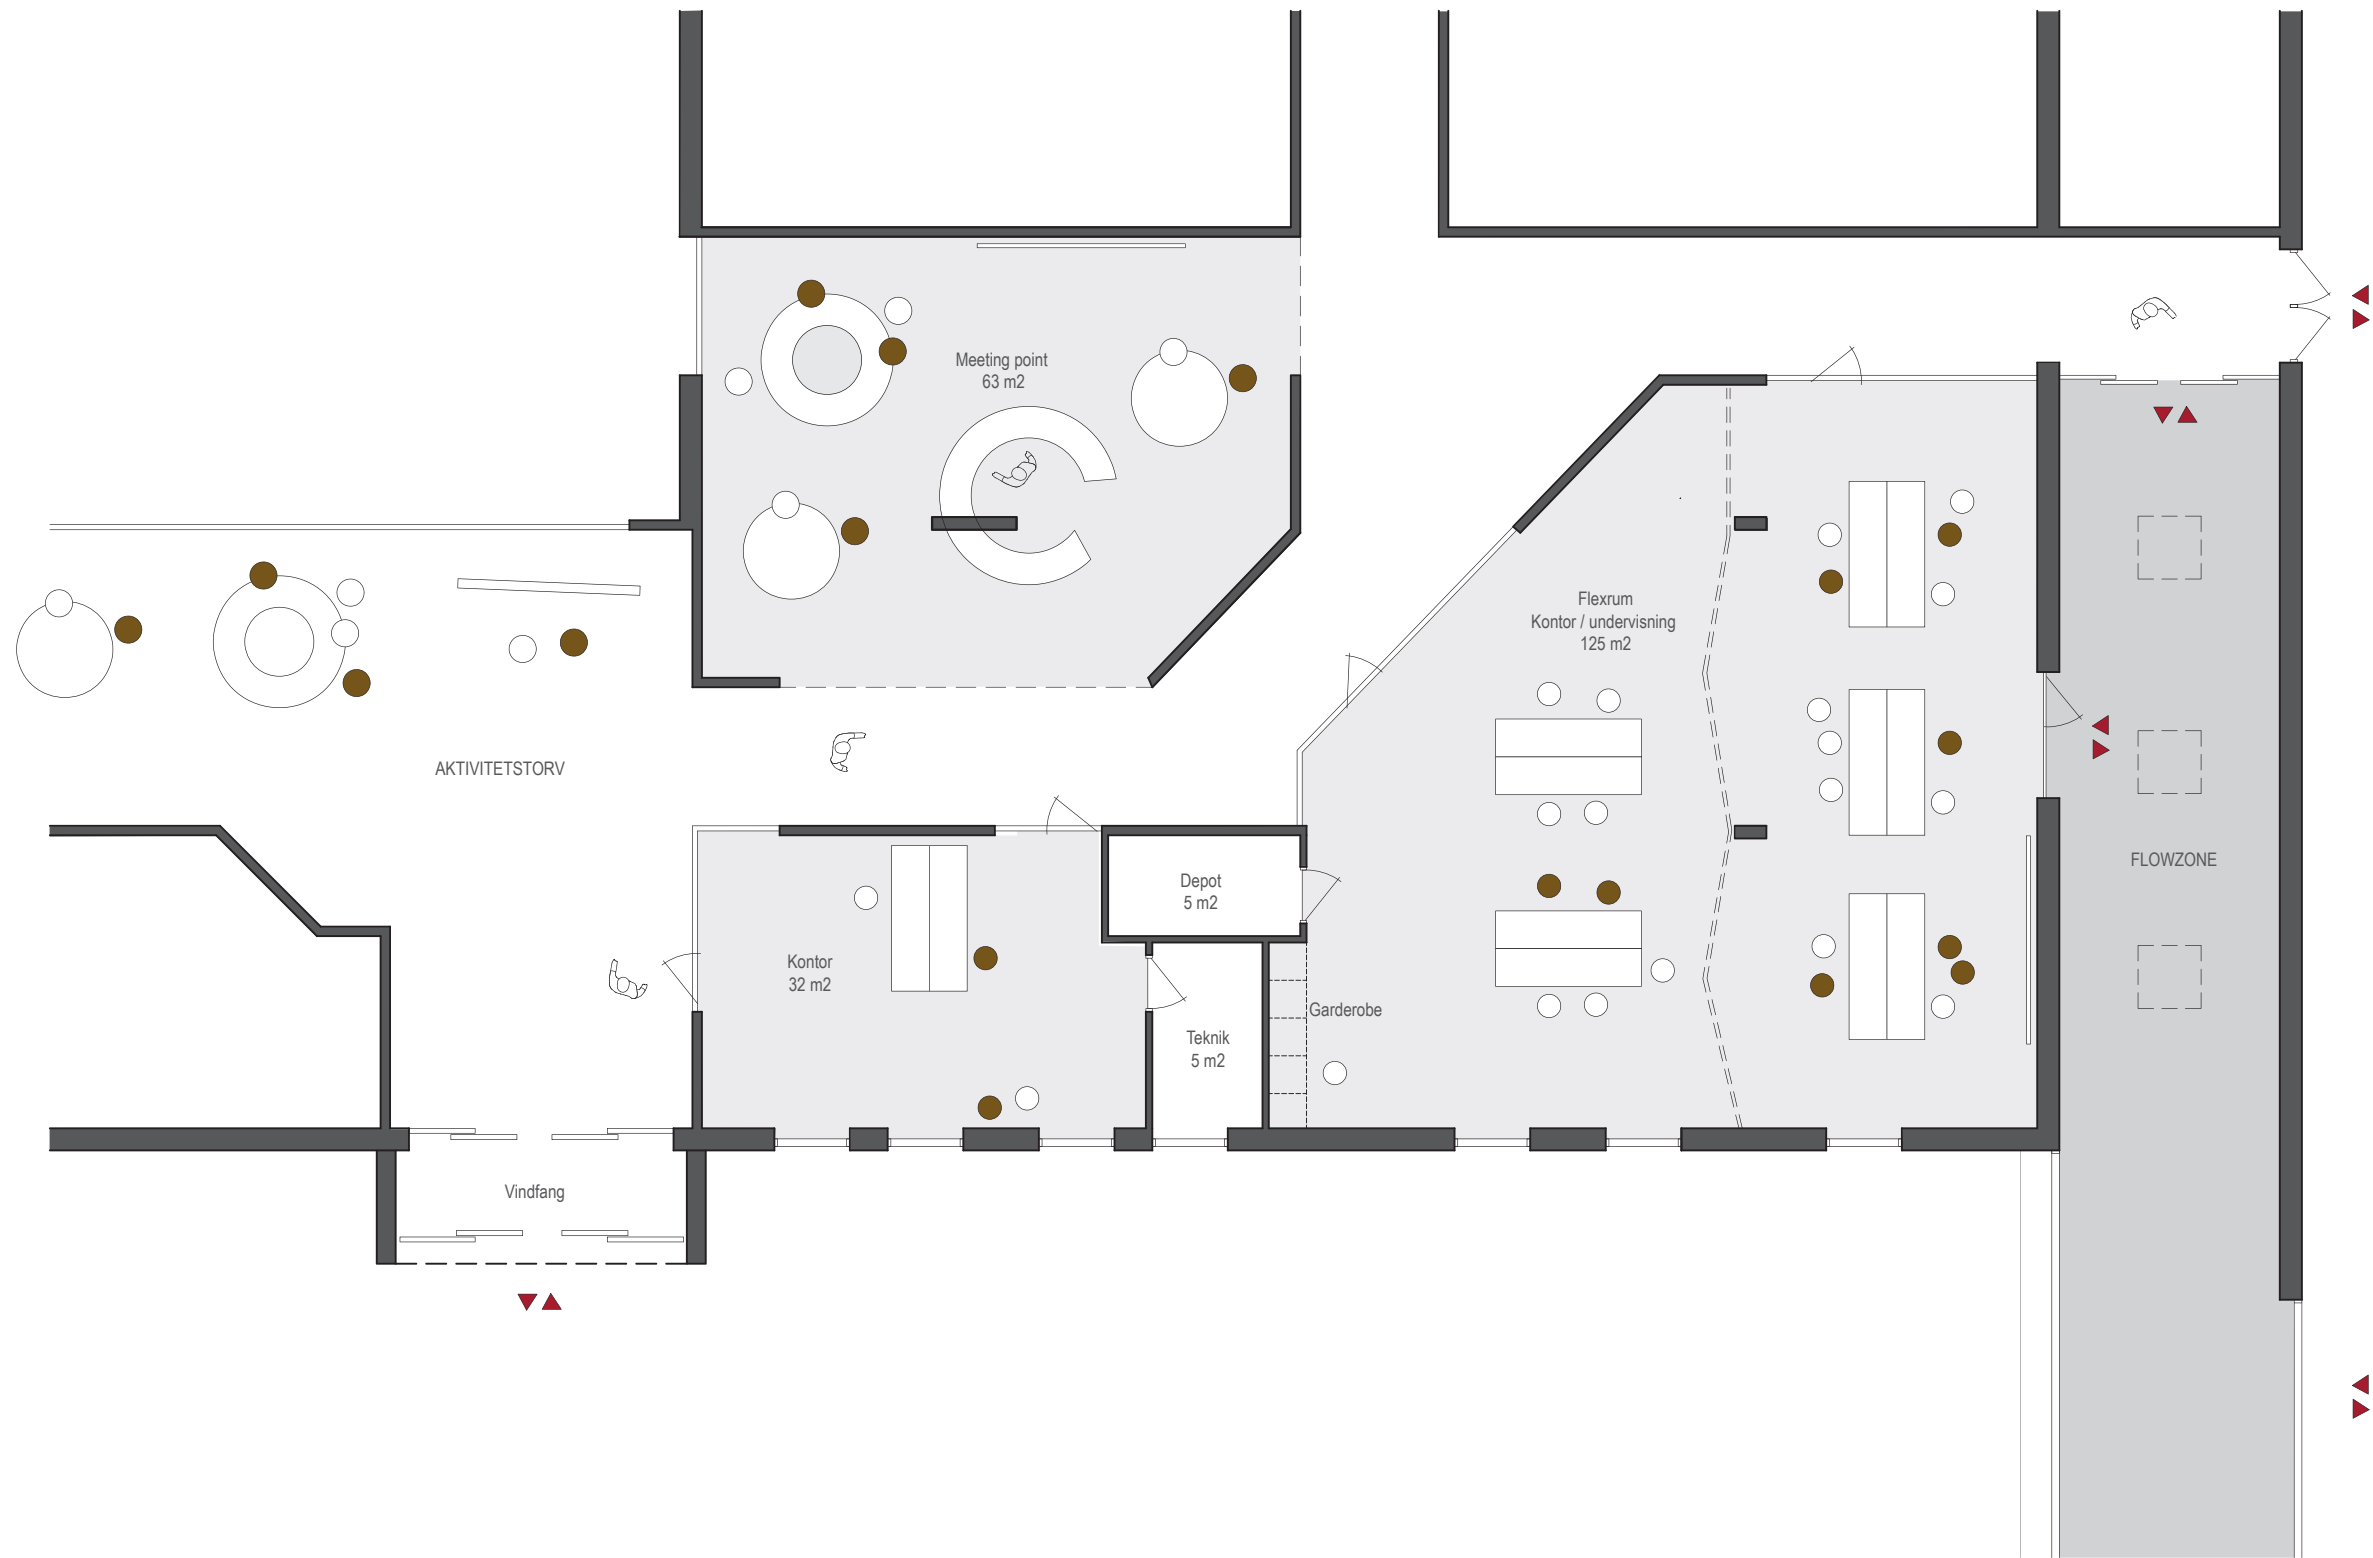 Meeting point
63 m2
Flexrum
Kontor / undervisning
125 m2
AKTIVITETSTORV
FLOWZONE
Depot
5 m2
Kontor
32 m2
Garderobe
Teknik
5 m2
Vindfang